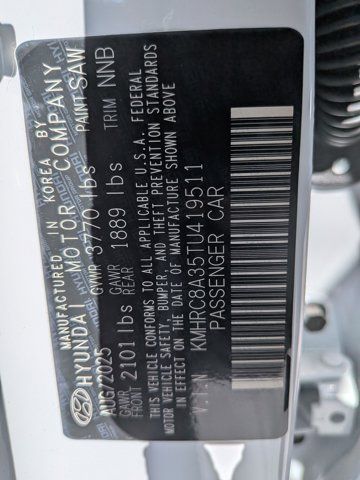 MANUFACTURED IN KOREA BY
HYUNDAI MOTOR COMPANY
AUG/2025 GVWR 3770 lbs PAINT SAW
GAWR FRONT 2101 lbs GAWR REAR 1889 lbs TRIM NNB
THIS VEHICLE CONFORMS TO ALL APPLICABLE U.S.A. FEDERAL
MOTOR VEHICLE SAFETY, BUMPER, AND THEFT PREVENTION STANDARDS
IN EFFECT ON THE DATE OF MANUFACTURE SHOWN ABOVE
V.I.N KMHRC8A35TU419511
PASSENGER CAR